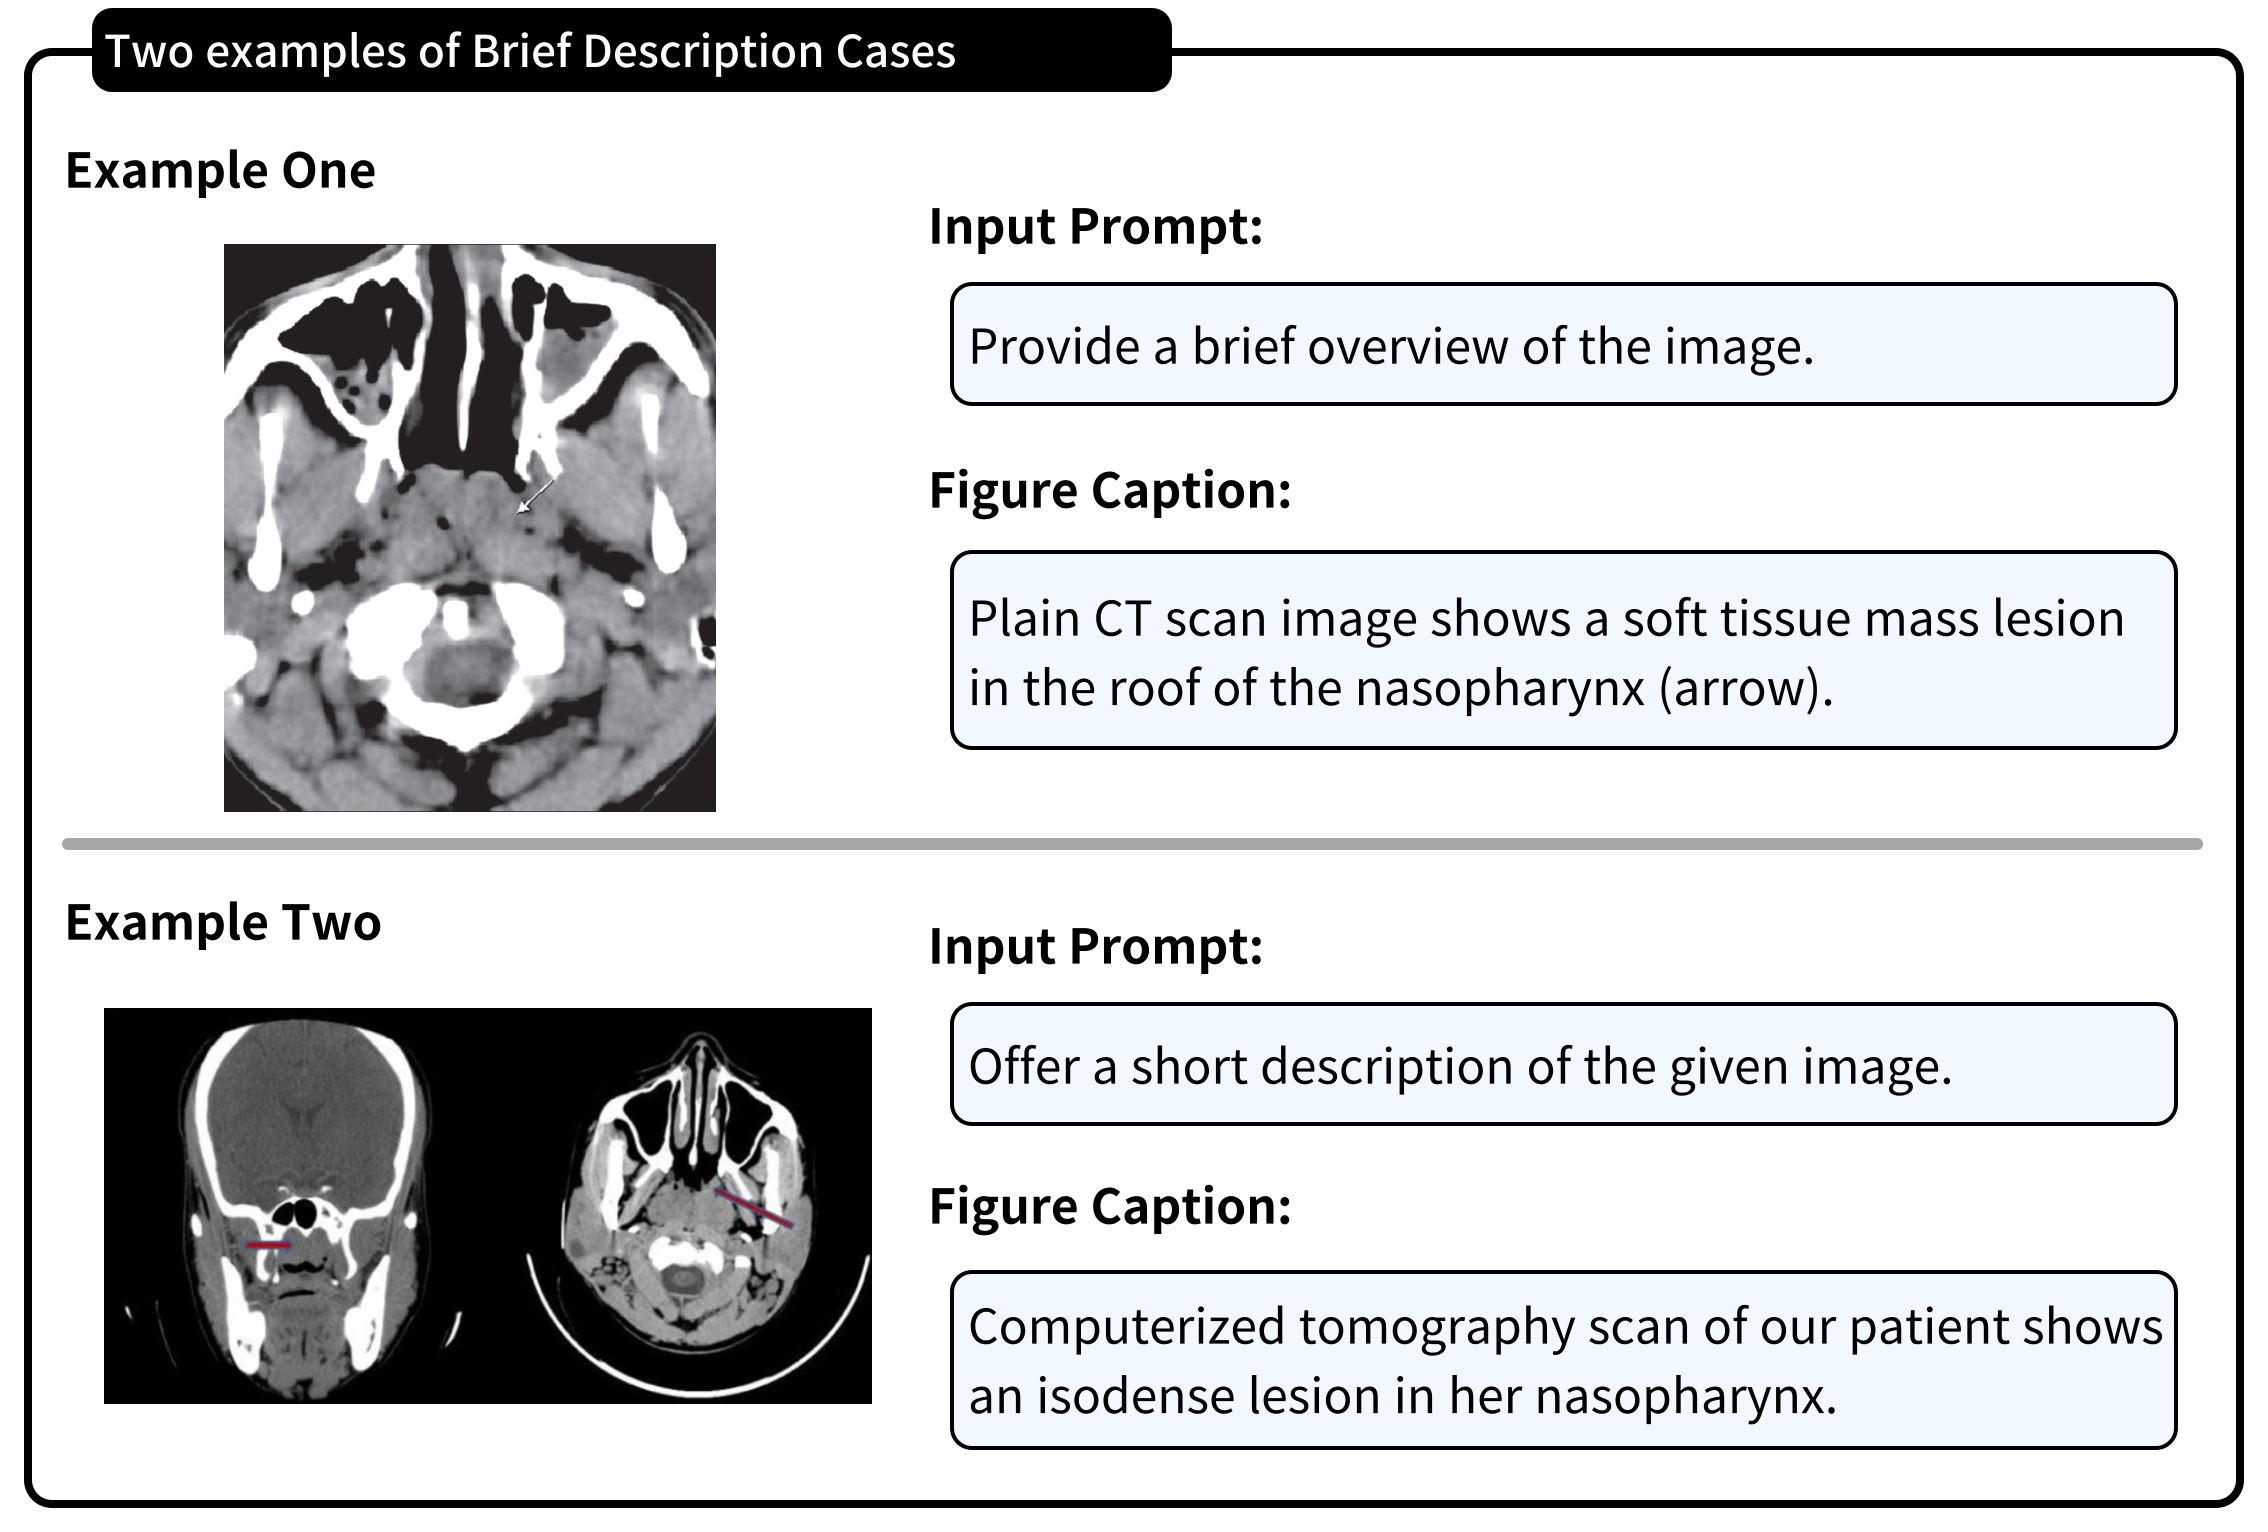 Two examples of Brief Description Cases
Example One
Input Prompt:
Provide a brief overview of the image.
Figure Caption:
Plain CT scan image shows a soft tissue mass lesion
in the roof of the nasopharynx (arrow).
Example Two
Input Prompt:
Offer a short description of the given image.
Figure Caption:
Computerized tomography scan of our patient shows
an isodense lesion in her nasopharynx.